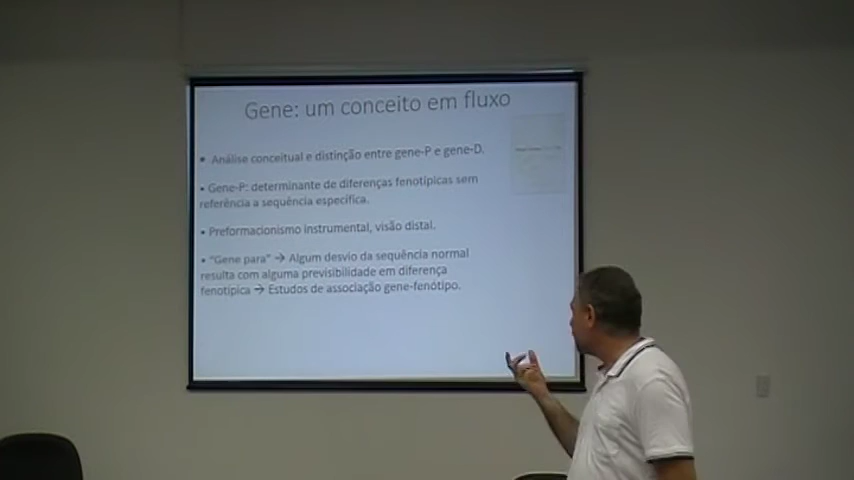 Gene: um conceito em fluxo
• Análise conceitual e distinção entre gene-P e gene-D.
• Gene-P: determinante de diferenças fenotípicas sem
referência a sequência específica.
• Preformacionismo instrumental, visão distal.
• "Gene para" → Algum desvio da sequência normal
resulta com alguma previsibilidade em diferença
fenotípica → Estudos de associação gene-fenótipo.